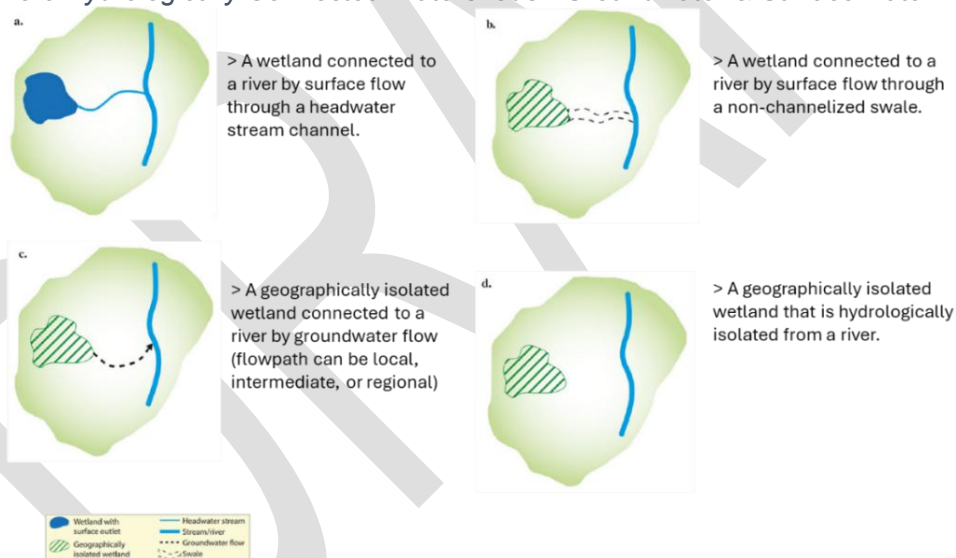 a.
> A wetland connected to
a river by surface flow
through a headwater
stream channel.
b.
> A wetland connected to a
river by surface flow through
a non-channelized swale.
c.
> A geographically isolated
wetland connected to a
river by groundwater flow
(flowpath can be local,
intermediate, or regional)
d.
> A geographically isolated
wetland that is hydrologically
isolated from a river.
Wetland with
surface outlet
Geographically
isolated wetland
Headwater stream
Stream/river
Groundwater flow
Swale